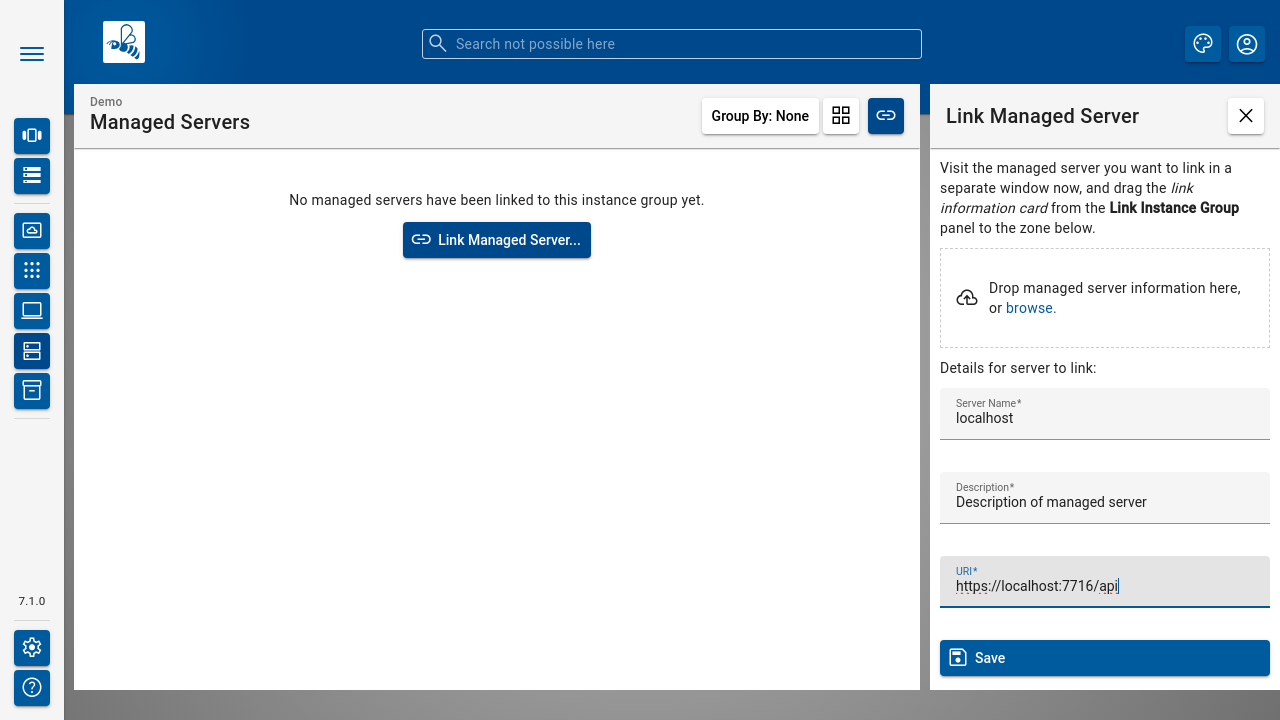 Search not possible here
Demo
Managed Servers
Group By: None
No managed servers have been linked to this instance group yet.
Link Managed Server...
7.1.0
Link Managed Server
Visit the managed server you want to link in a
separate window now, and drag the link
information card from the Link Instance Group
panel to the zone below.
Drop managed server information here,
or browse.
Details for server to link:
Server Name*
localhost
Description*
Description of managed server
URI*
https://localhost:7716/api
Save